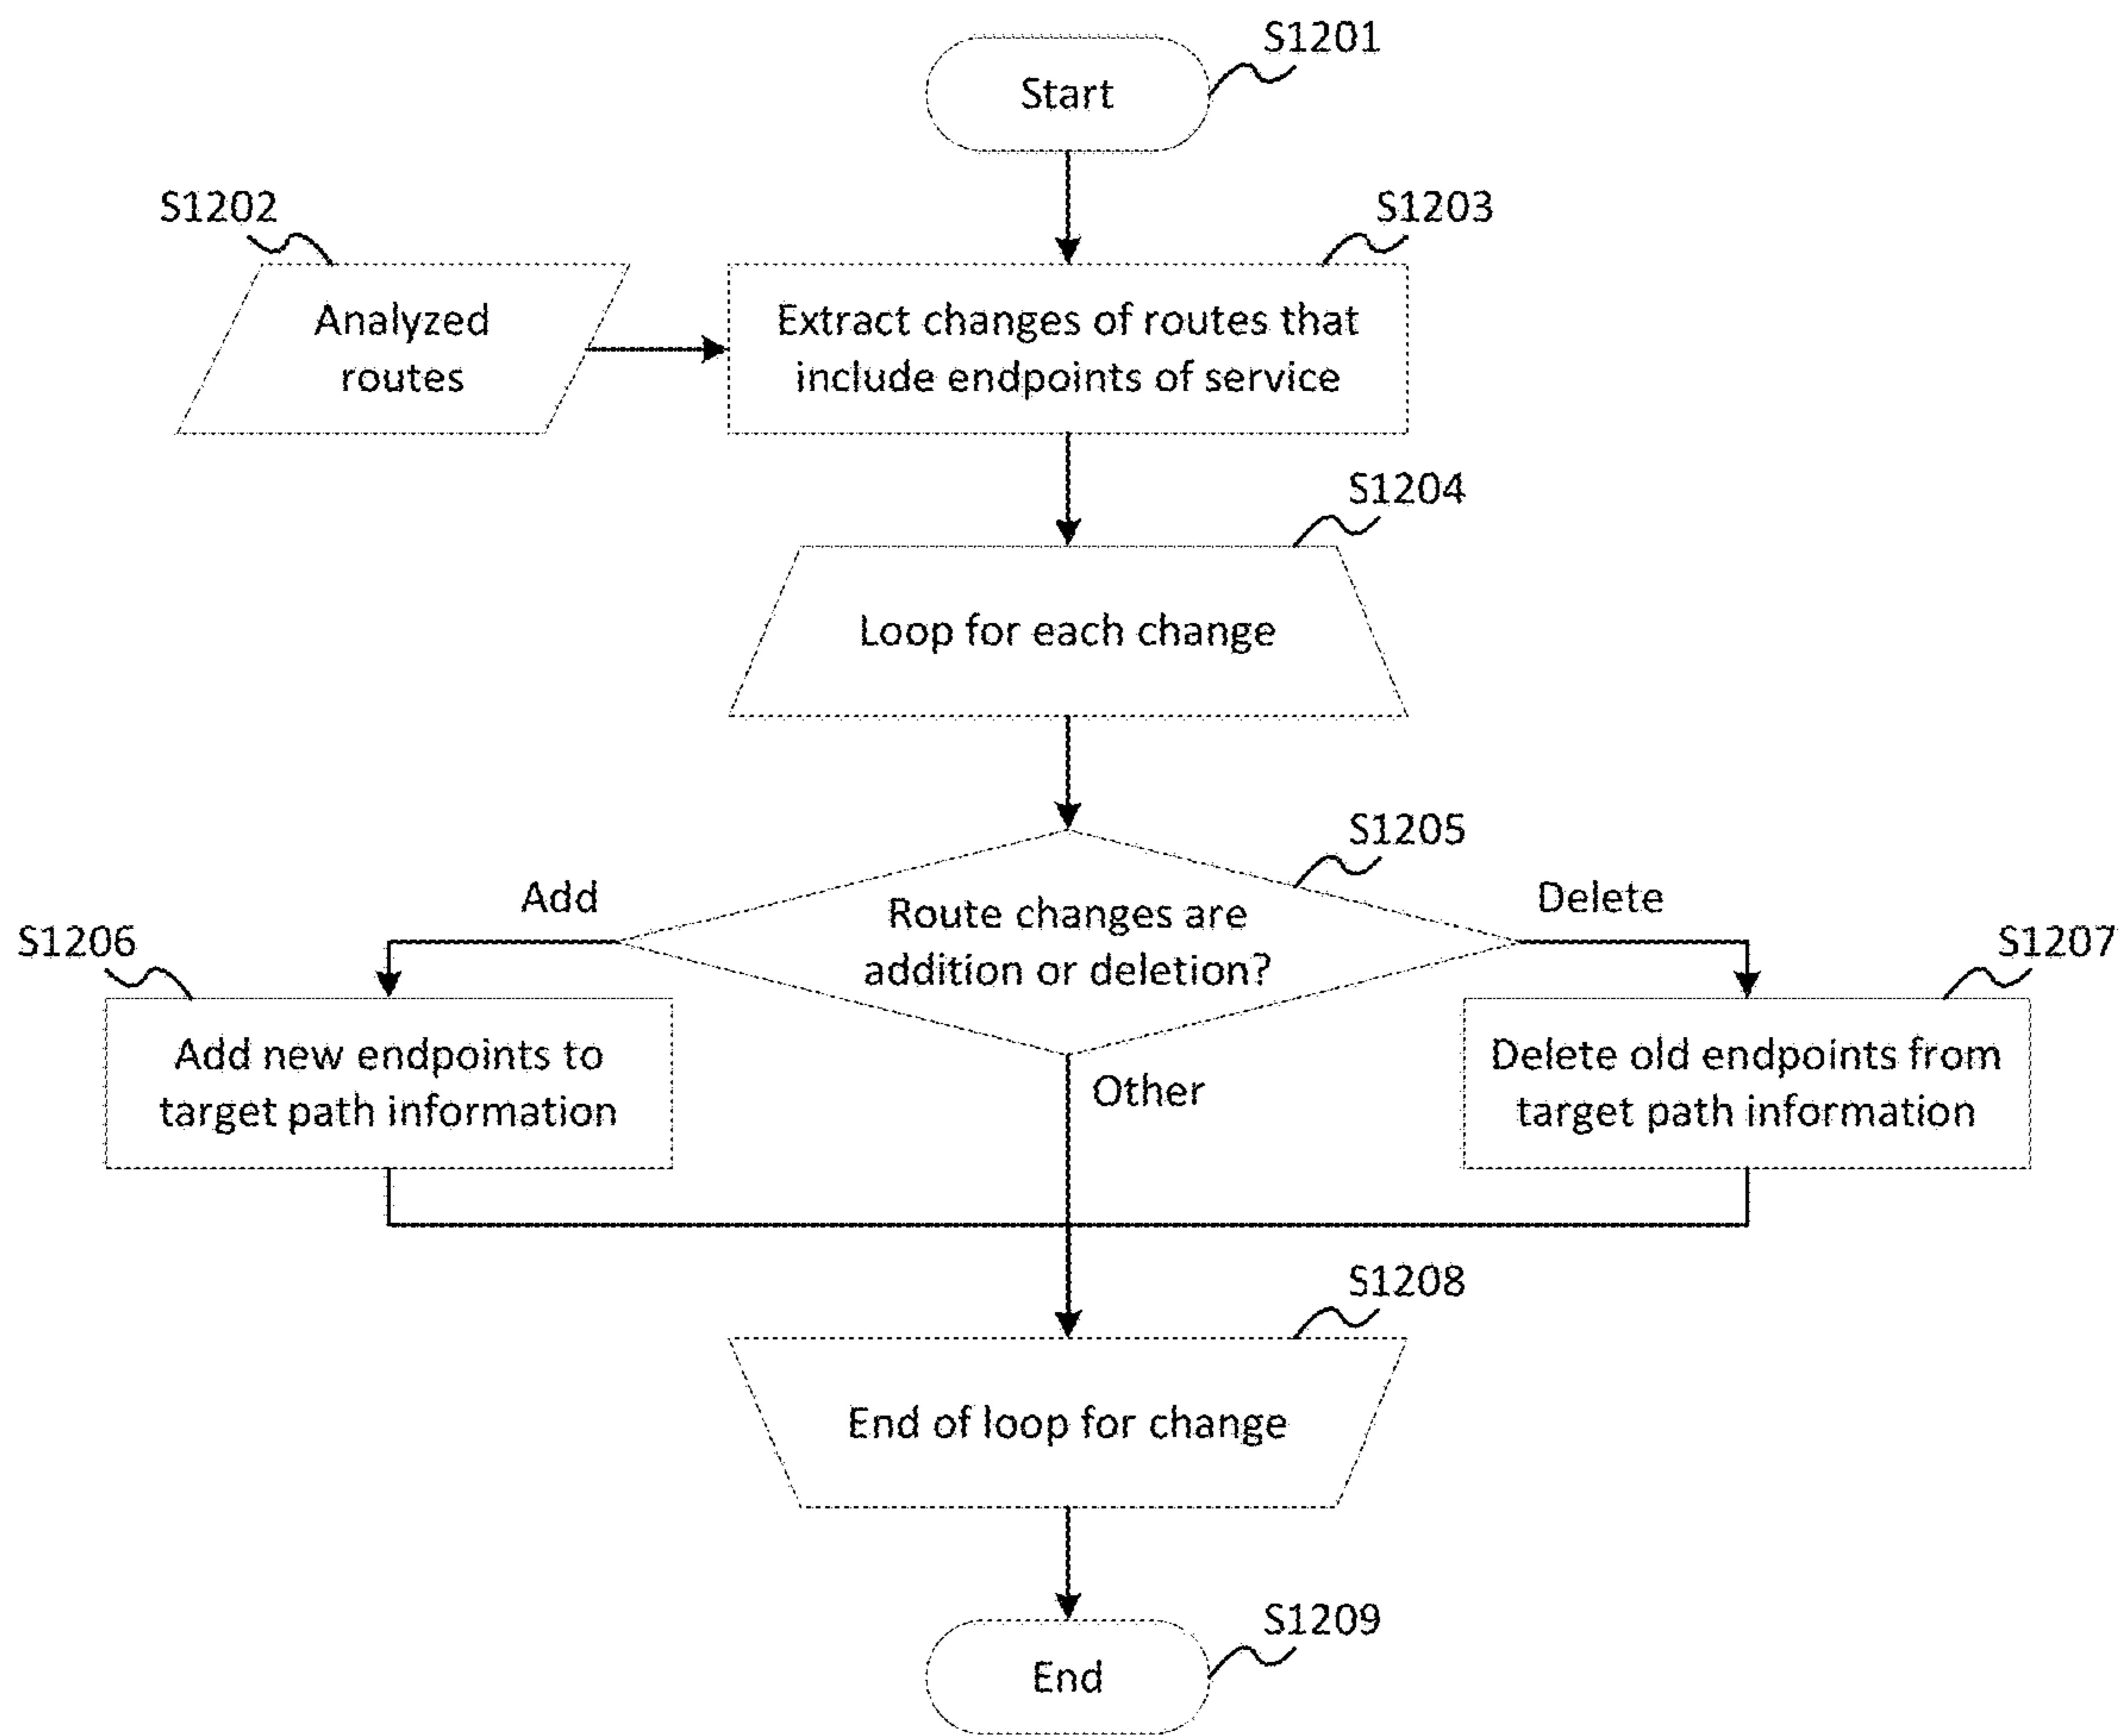 S1201
Start
S1202
S1203
Analyzed
routes
Extract changes of routes that
include endpoints of service
S1204
Loop for each change
S1205
Add
Delete
Route changes are
addition or deletion?
S1206
S1207
Add new endpoints to
target path information
Other
Delete old endpoints from
target path information
S1208
End of loop for change
S1209
End